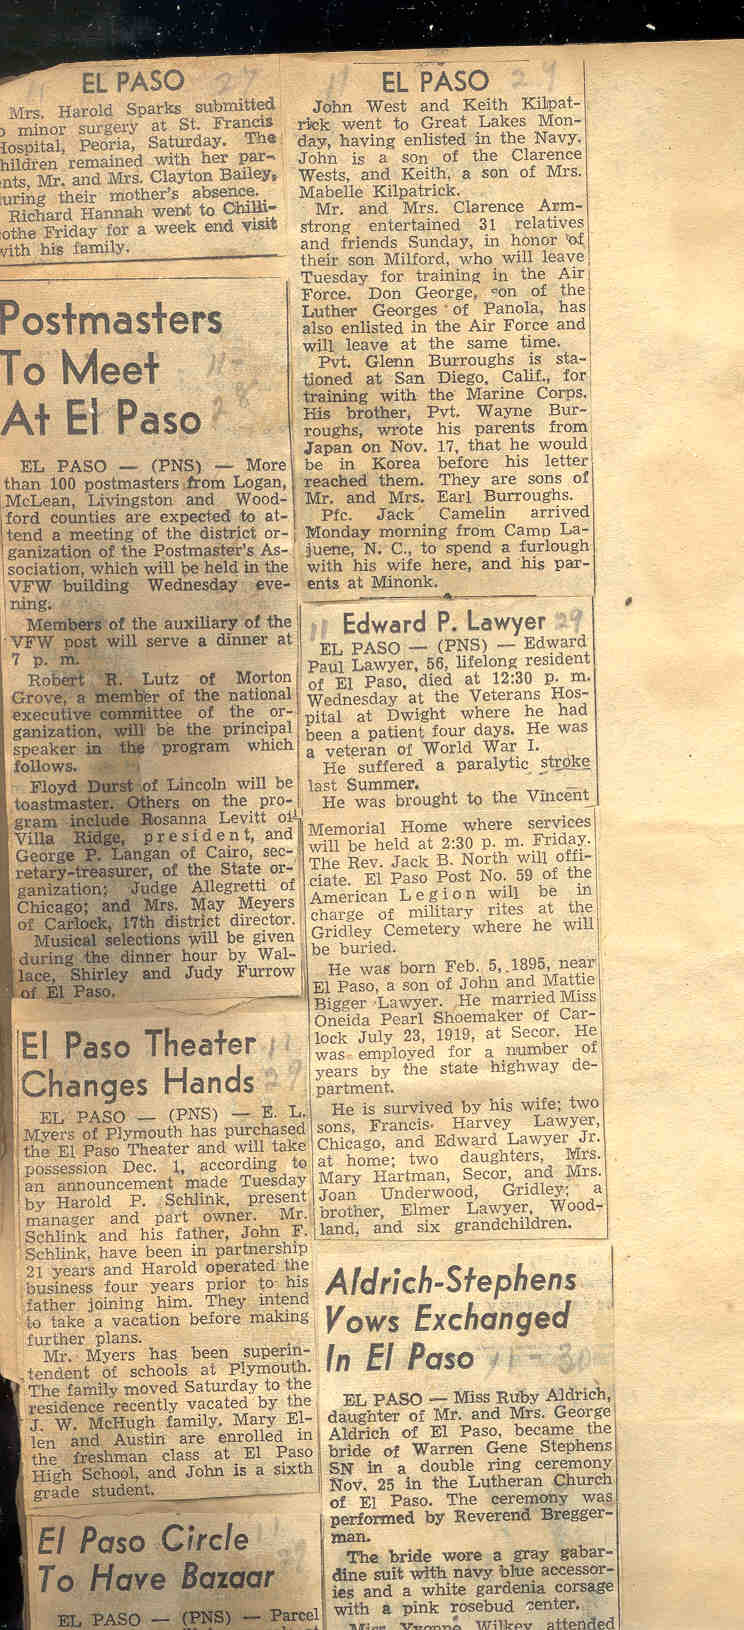 11 EL PASO 27
Mrs. Harold Sparks submitted
minor surgery at St. Francis
Hospital, Peoria, Saturday. The
hildren remained with her par-
nts, Mr. and Mrs. Clayton Bailey,
uring their mother's absence.
Richard Hannah went to Chilli-
othe Friday for a week end visit
with his family.
Postmasters
To Meet 11-
At El Paso 28
EL PASO — (PNS) — More
than 100 postmasters from Logan,
McLean, Livingston and Wood-
ford counties are expected to at-
tend a meeting of the district or-
ganization of the Postmaster's As-
sociation, which will be held in the
VFW building Wednesday eve-
ning.
Members of the auxiliary of the
VFW post will serve a dinner at
7 p. m.
Robert R. Lutz of Morton
Grove, a member of the national
executive committee of the or-
ganization, will be the principal
speaker in the program which
follows.
Floyd Durst of Lincoln will be
toastmaster. Others on the pro-
gram include Rosanna Levitt of
Villa Ridge, president, and
George P. Langan of Cairo, sec-
retary-treasurer, of the State or-
ganization; Judge Allegretti of
Chicago; and Mrs. May Meyers
of Carlock, 17th district director.
Musical selections will be given
during the dinner hour by Wal-
lace, Shirley and Judy Furrow
of El Paso.
El Paso Theater 11
Changes Hands 29
EL PASO — (PNS) — E. L.
Myers of Plymouth has purchased
the El Paso Theater and will take
possession Dec. 1, according to
an announcement made Tuesday
by Harold P. Schlink, present
manager and part owner. Mr.
Schlink and his father, John F.
Schlink, have been in partnership
21 years and Harold operated the
business four years prior to his
father joining him. They intend
to take a vacation before making
further plans.
Mr. Myers has been superin-
tendent of schools at Plymouth.
The family moved Saturday to the
residence recently vacated by the
J. W. McHugh family. Mary El-
len and Austin are enrolled in
the freshman class at El Paso
High School, and John is a sixth
grade student.
El Paso Circle 11
To Have Bazaar 29
EL PASO — (PNS) — Parcel
11 EL PASO 29
John West and Keith Kilpat-
rick went to Great Lakes Mon-
day, having enlisted in the Navy.
John is a son of the Clarence
Wests, and Keith, a son of Mrs.
Mabelle Kilpatrick.
Mr. and Mrs. Clarence Arm-
strong entertained 31 relatives
and friends Sunday, in honor of
their son Milford, who will leave
Tuesday for training in the Air
Force. Don George, son of the
Luther Georges of Panola, has
also enlisted in the Air Force and
will leave at the same time.
Pvt. Glenn Burroughs is sta-
tioned at San Diego, Calif., for
training with the Marine Corps.
His brother, Pvt. Wayne Bur-
roughs, wrote his parents from
Japan on Nov. 17, that he would
be in Korea before his letter
reached them. They are sons of
Mr. and Mrs. Earl Burroughs.
Pfc. Jack Camelin arrived
Monday morning from Camp La-
juene, N. C., to spend a furlough
with his wife here, and his par-
ents at Minonk.
11 Edward P. Lawyer 29
EL PASO — (PNS) — Edward
Paul Lawyer, 56, lifelong resident
of El Paso, died at 12:30 p. m.
Wednesday at the Veterans Hos-
pital at Dwight where he had
been a patient four days. He was
a veteran of World War I.
He suffered a paralytic stroke
last Summer.
He was brought to the Vincent
Memorial Home where services
will be held at 2:30 p. m. Friday.
The Rev. Jack B. North will offi-
ciate. El Paso Post No. 59 of the
American Legion will be in
charge of military rites at the
Gridley Cemetery where he will
be buried.
He was born Feb. 5, 1895, near
El Paso, a son of John and Mattie
Bigger Lawyer. He married Miss
Oneida Pearl Shoemaker of Car-
lock July 23, 1919, at Secor. He
was employed for a number of
years by the state highway de-
partment.
He is survived by his wife; two
sons, Francis Harvey Lawyer,
Chicago, and Edward Lawyer Jr.
at home; two daughters, Mrs.
Mary Hartman, Secor, and Mrs.
Joan Underwood, Gridley; a
brother, Elmer Lawyer, Wood-
land, and six grandchildren.
Aldrich-Stephens
Vows Exchanged
In El Paso 11-30-
EL PASO — Miss Ruby Aldrich,
daughter of Mr. and Mrs. George
Aldrich of El Paso, became the
bride of Warren Gene Stephens
SN in a double ring ceremony
Nov. 25 in the Lutheran Church
of El Paso. The ceremony was
performed by Reverend Bregger-
man.
The bride wore a gray gabar-
dine suit with navy blue accessor-
ies and a white gardenia corsage
with a pink rosebud center.
Miss Yvonne Wilkey attended